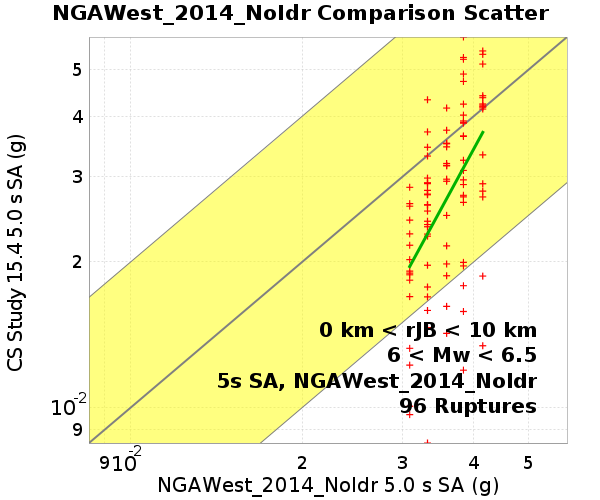 NGAWest_2014_NoIdr Comparison Scatter
CS Study 15.4 5.0 s SA (g)
5
4
3
2
10-2
9
0 km < rJB < 10 km
6 < Mw < 6.5
5s SA, NGAWest_2014_NoIdr
96 Ruptures
9 10-2 2 3 4 5
NGAWest_2014_NoIdr 5.0 s SA (g)